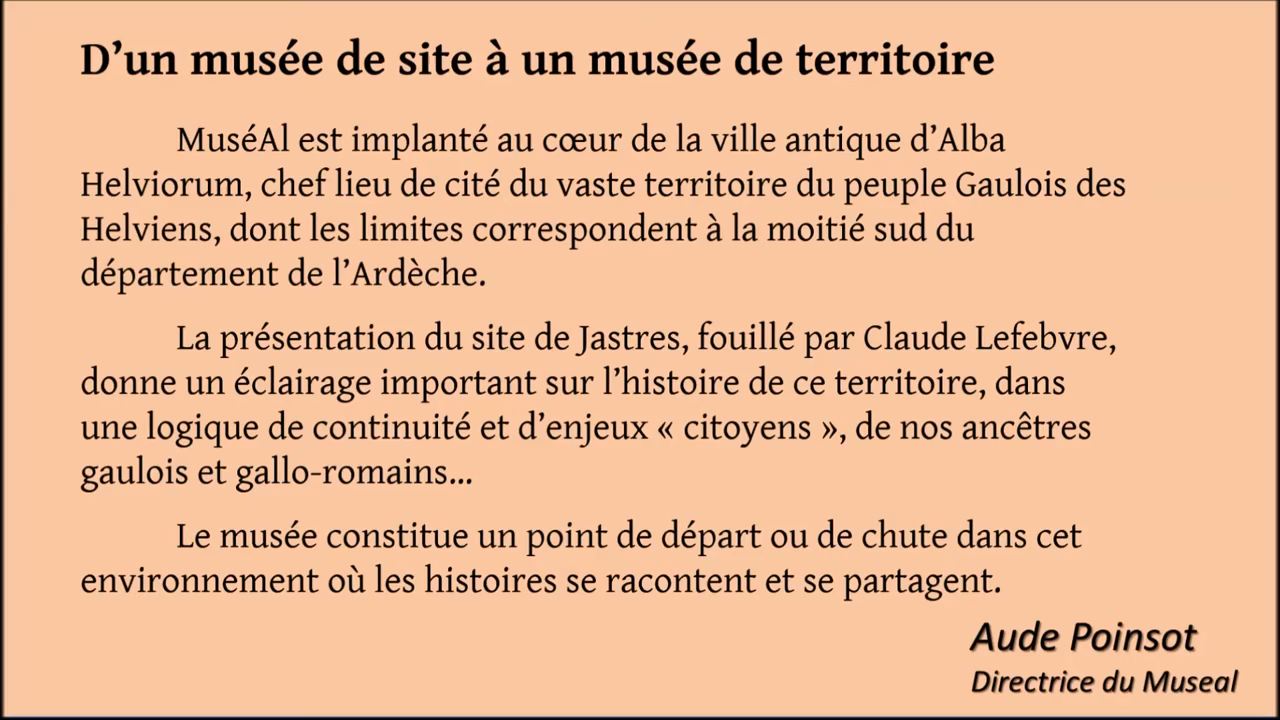 D’un musée de site à un musée de territoire
MuséAl est implanté au cœur de la ville antique d’Alba
Helviorum, chef lieu de cité du vaste territoire du peuple Gaulois des
Helviens, dont les limites correspondent à la moitié sud du
département de l’Ardèche.
La présentation du site de Jastres, fouillé par Claude Lefebvre,
donne un éclairage important sur l’histoire de ce territoire, dans
une logique de continuité et d’enjeux « citoyens », de nos ancêtres
gaulois et gallo-romains...
Le musée constitue un point de départ ou de chute dans cet
environnement où les histoires se racontent et se partagent.
Aude Poinsot
Directrice du Museal